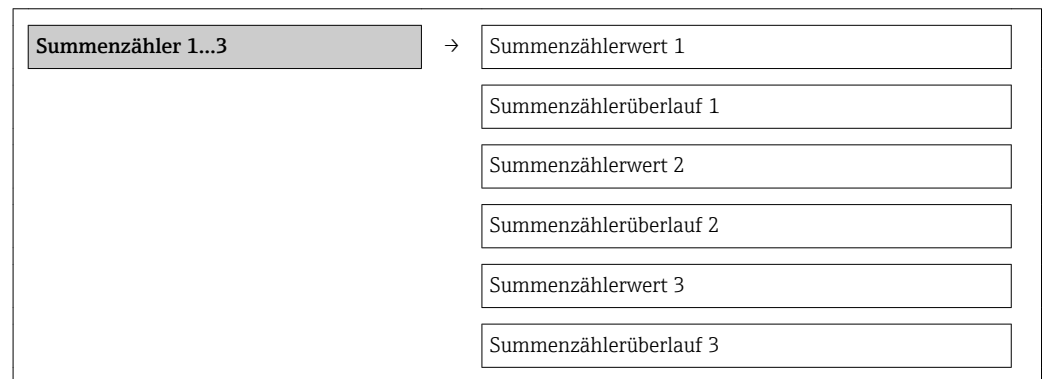 Summenzähler 1...3 → Summenzählerwert 1
Summenzählerüberlauf 1
Summenzählerwert 2
Summenzählerüberlauf 2
Summenzählerwert 3
Summenzählerüberlauf 3